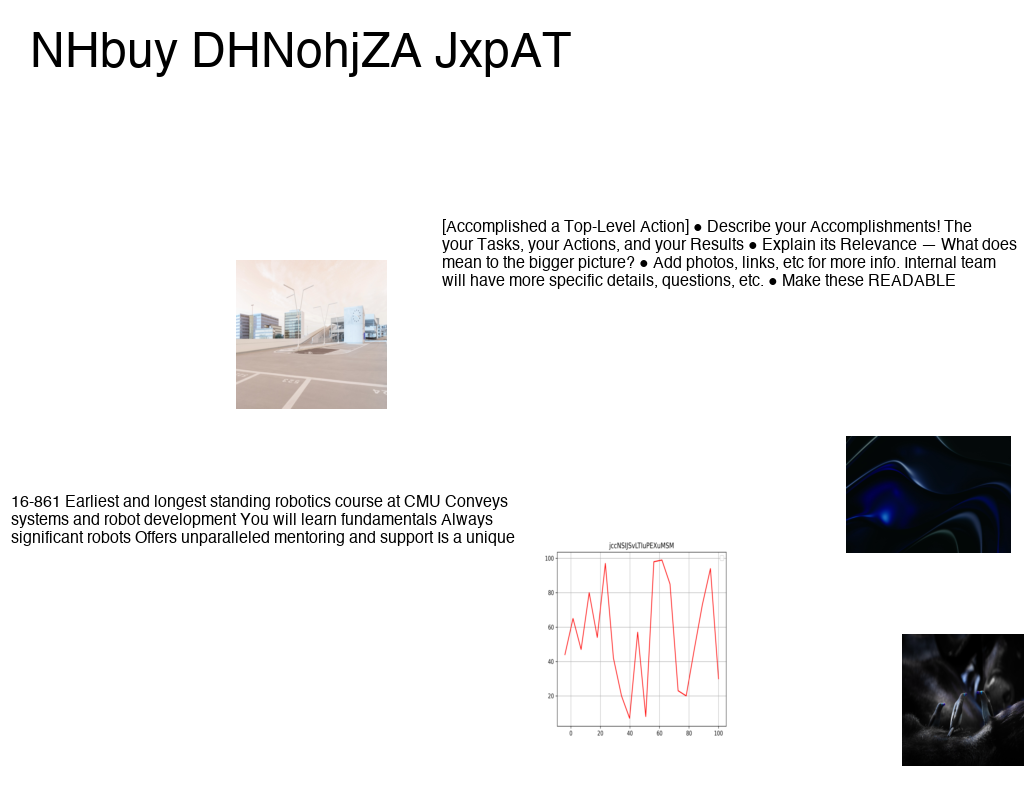 NHbuy DHNohjZA JxpAT
[Accomplished a Top-Level Action] ● Describe your Accomplishments! The
your Tasks, your Actions, and your Results ● Explain its Relevance — What does
mean to the bigger picture? ● Add photos, links, etc for more info. Internal team
will have more specific details, questions, etc. ● Make these READABLE
16-861 Earliest and longest standing robotics course at CMU Conveys
systems and robot development You will learn fundamentals Always
significant robots Offers unparalleled mentoring and support Is a unique
100
80
60
40
20
0 20 40 60 80 100